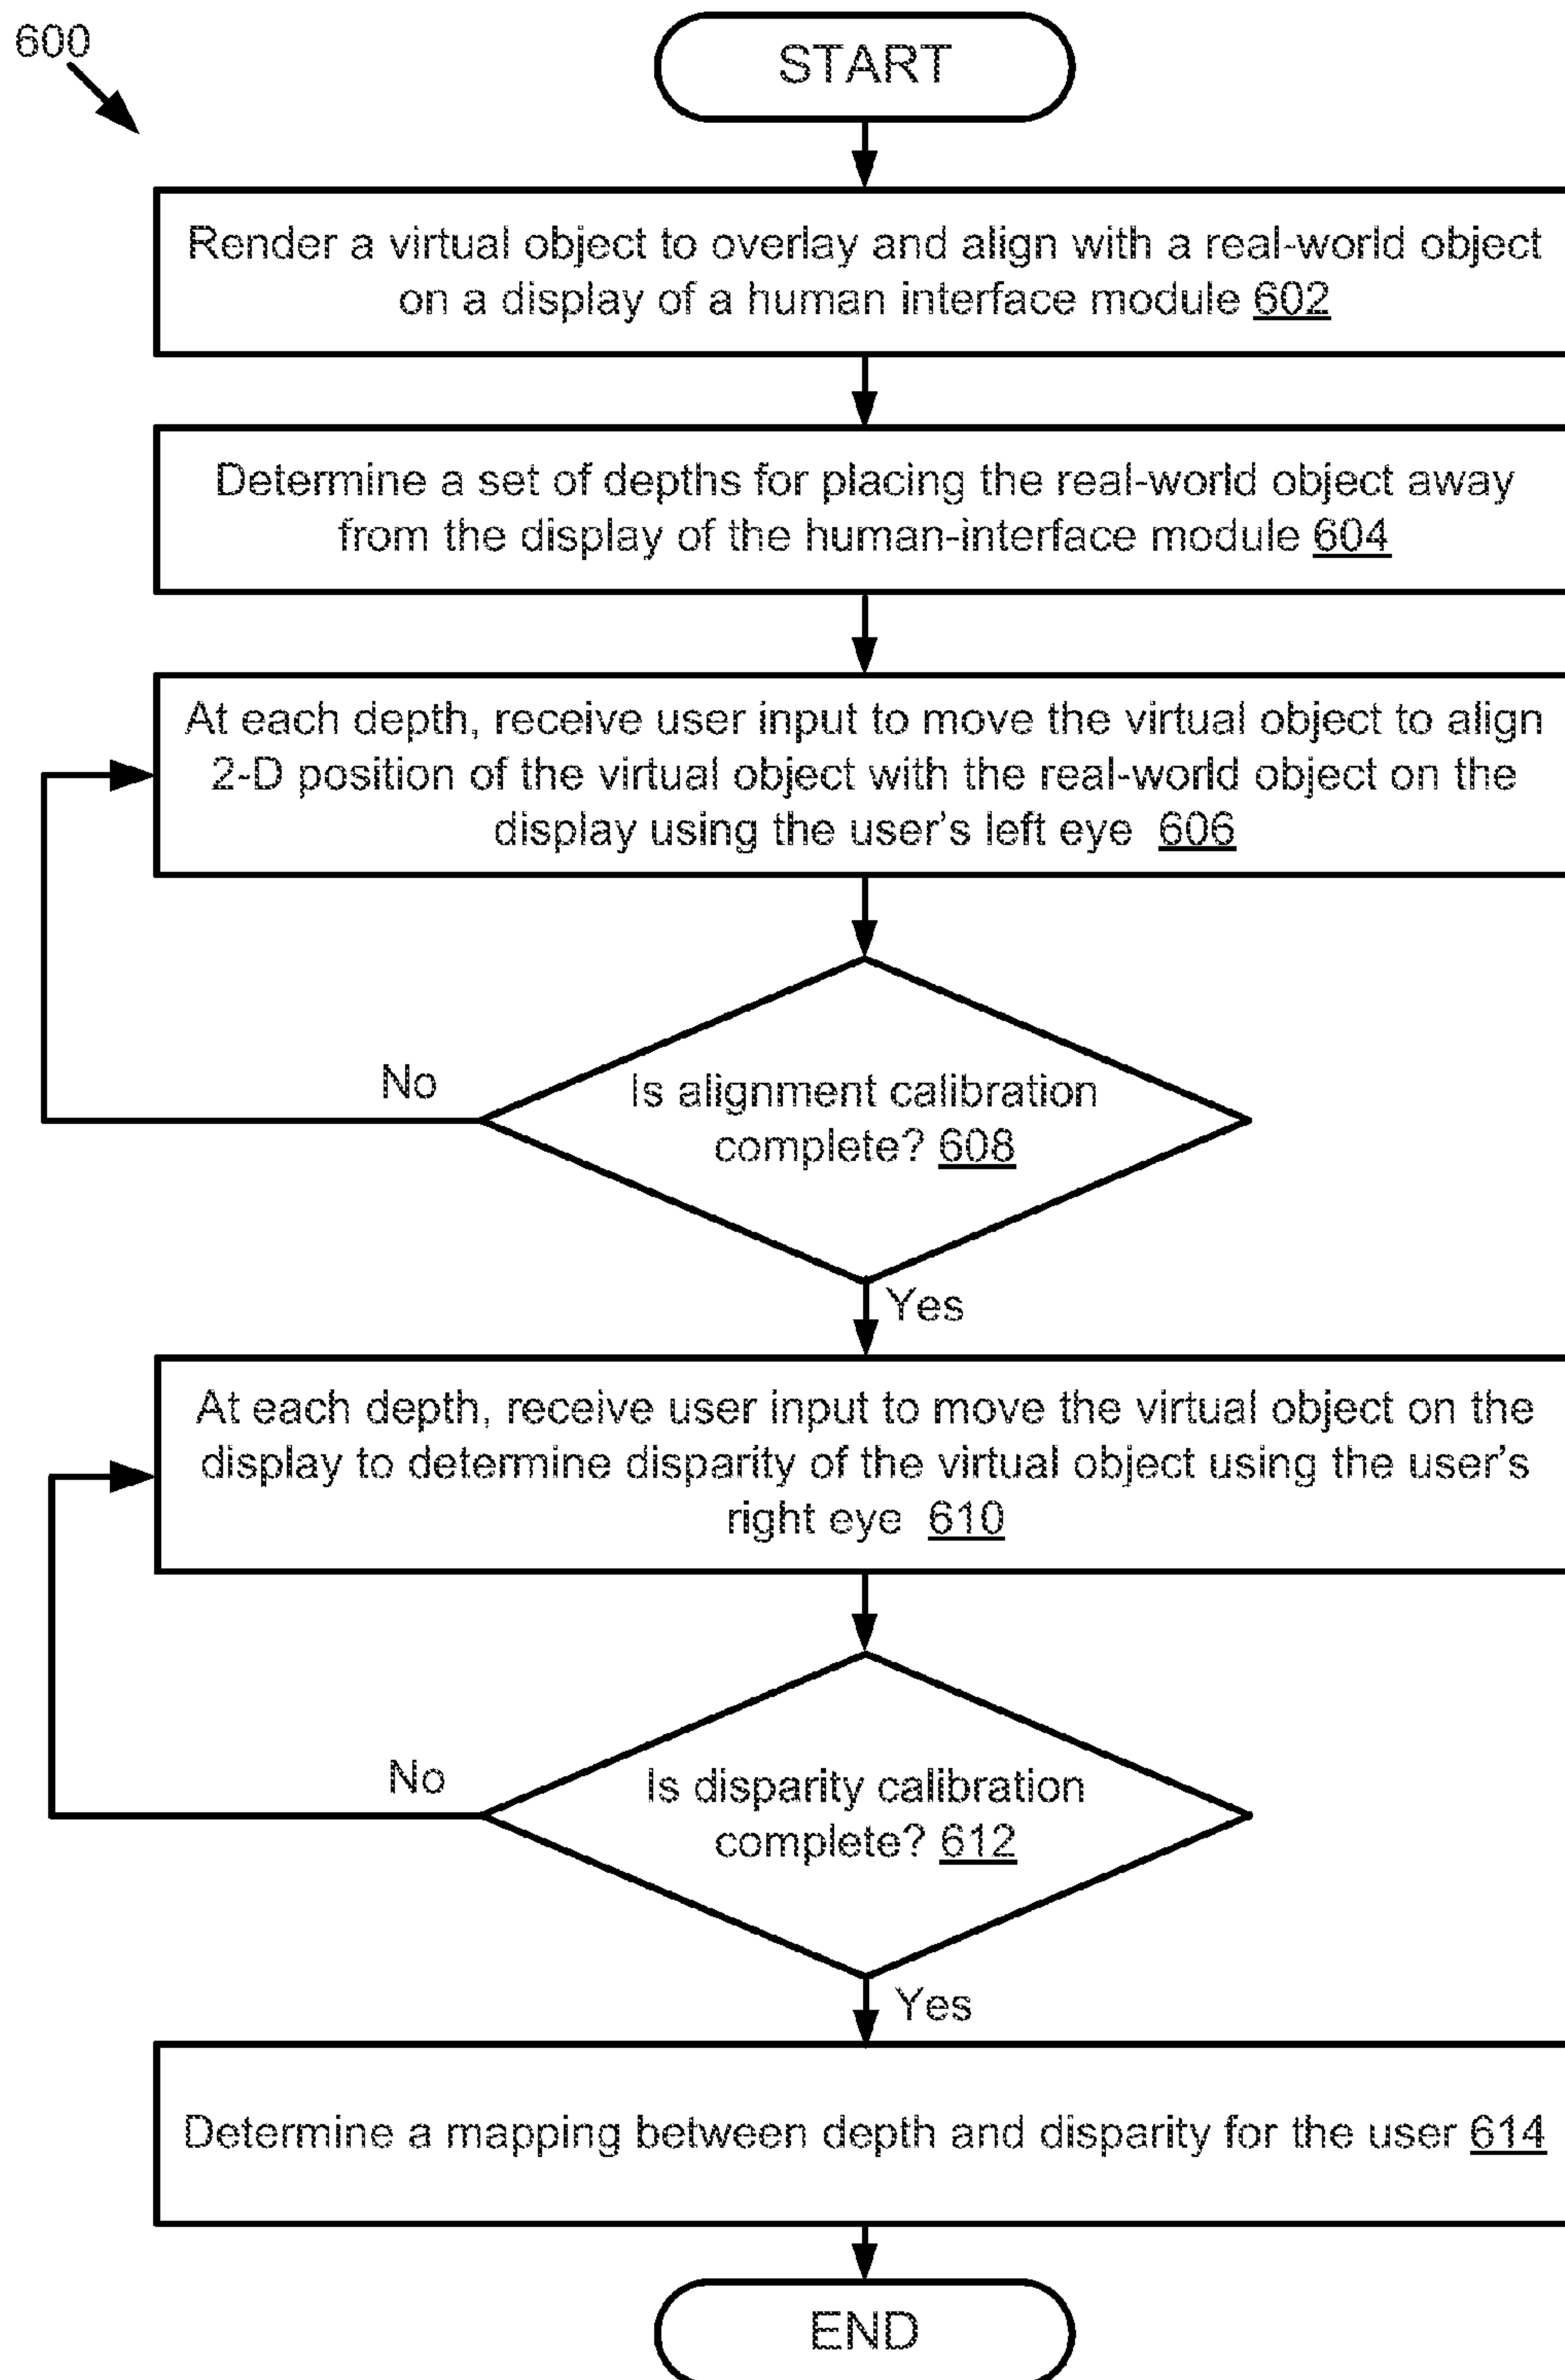 600
START
Render a virtual object to overlay and align with a real-world object
on a display of a human interface module 602
Determine a set of depths for placing the real-world object away
from the display of the human-interface module 604
At each depth, receive user input to move the virtual object to align
2-D position of the virtual object with the real-world object on the
display using the user's left eye 606
No
Is alignment calibration
complete? 608
Yes
At each depth, receive user input to move the virtual object on the
display to determine disparity of the virtual object using the user's
right eye 610
No
Is disparity calibration
complete? 612
Yes
Determine a mapping between depth and disparity for the user 614
END